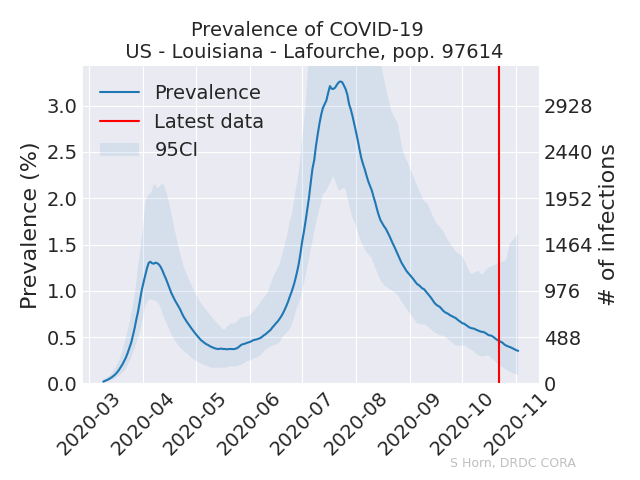 Prevalence of COVID-19
US - Louisiana - Lafourche, pop. 97614
Prevalence
Latest data
95CI
Prevalence (%)
3.0
2.5
2.0
1.5
1.0
0.5
0.0
2928
2440
1952
1464
976
488
0
# of infections
2020-03
2020-04
2020-05
2020-06
2020-07
2020-08
2020-09
2020-10
2020-11
S Horn, DRDC CORA